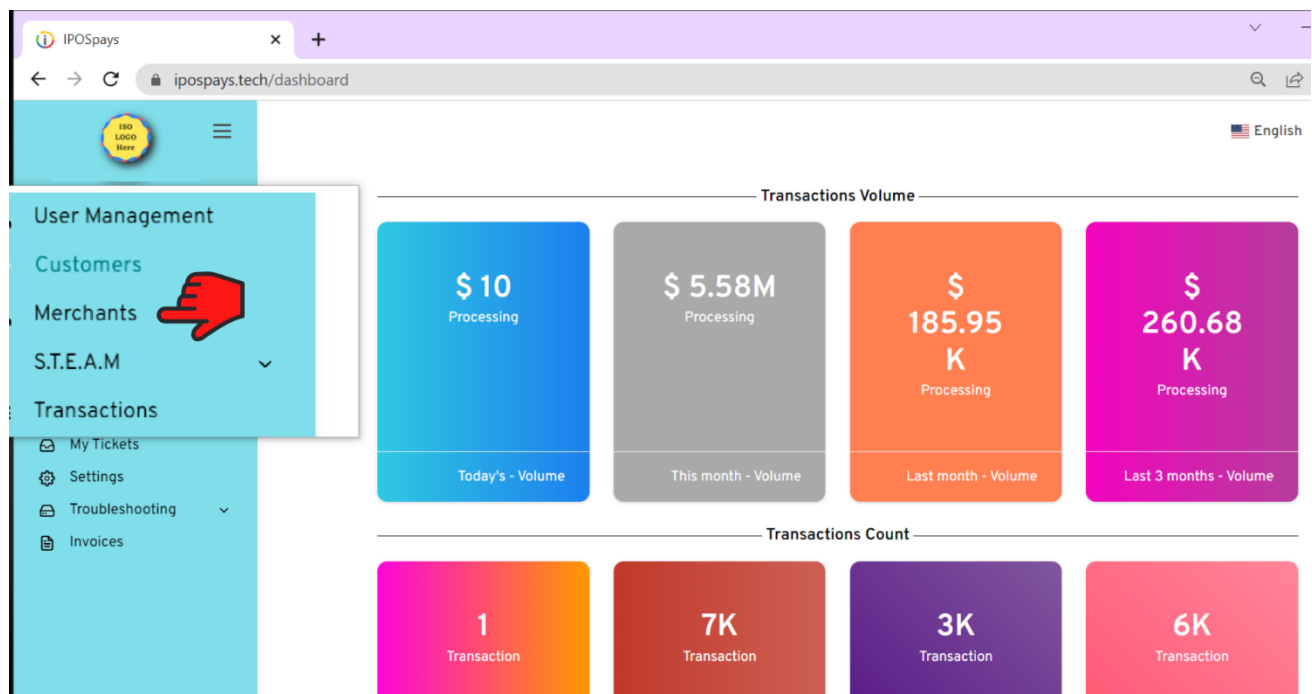 IPOSpays
ipospays.tech/dashboard
ISO
LOGO
Here
English
User Management
Customers
Merchants
S.T.E.A.M
Transactions
My Tickets
Settings
Troubleshooting
Invoices
Transactions Volume
$ 10
Processing
Today's - Volume
$ 5.58M
Processing
This month - Volume
$
185.95
K
Processing
Last month - Volume
$
260.68
K
Processing
Last 3 months - Volume
Transactions Count
1
Transaction
7K
Transaction
3K
Transaction
6K
Transaction